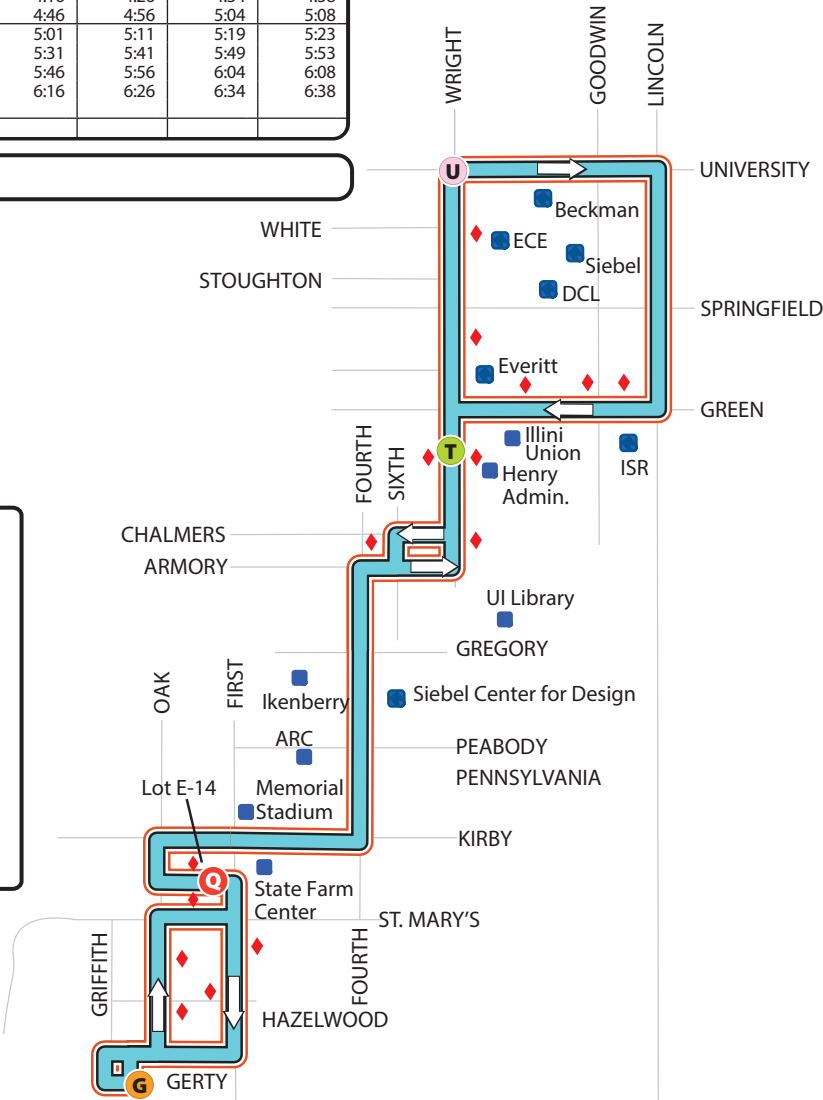 4:46 4:56 5:04 5:08
5:01 5:11 5:19 5:23
5:31 5:41 5:49 5:53
5:46 5:56 6:04 6:08
6:16 6:26 6:34 6:38
WRIGHT
GOODWIN
LINCOLN
U
UNIVERSITY
Beckman
WHITE
ECE
Siebel
STOUGHTON
DCL
SPRINGFIELD
Everitt
GREEN
Illini
Union
T
FOURTH
SIXTH
Henry
Admin.
ISR
CHALMERS
ARMORY
UI Library
GREGORY
OAK
FIRST
Ikenberry
Siebel Center for Design
ARC
PEABODY
PENNSYLVANIA
Lot E-14
Memorial
Stadium
KIRBY
Q
State Farm
Center
ST. MARY'S
GRIFFITH
FOURTH
HAZELWOOD
G
GERTY